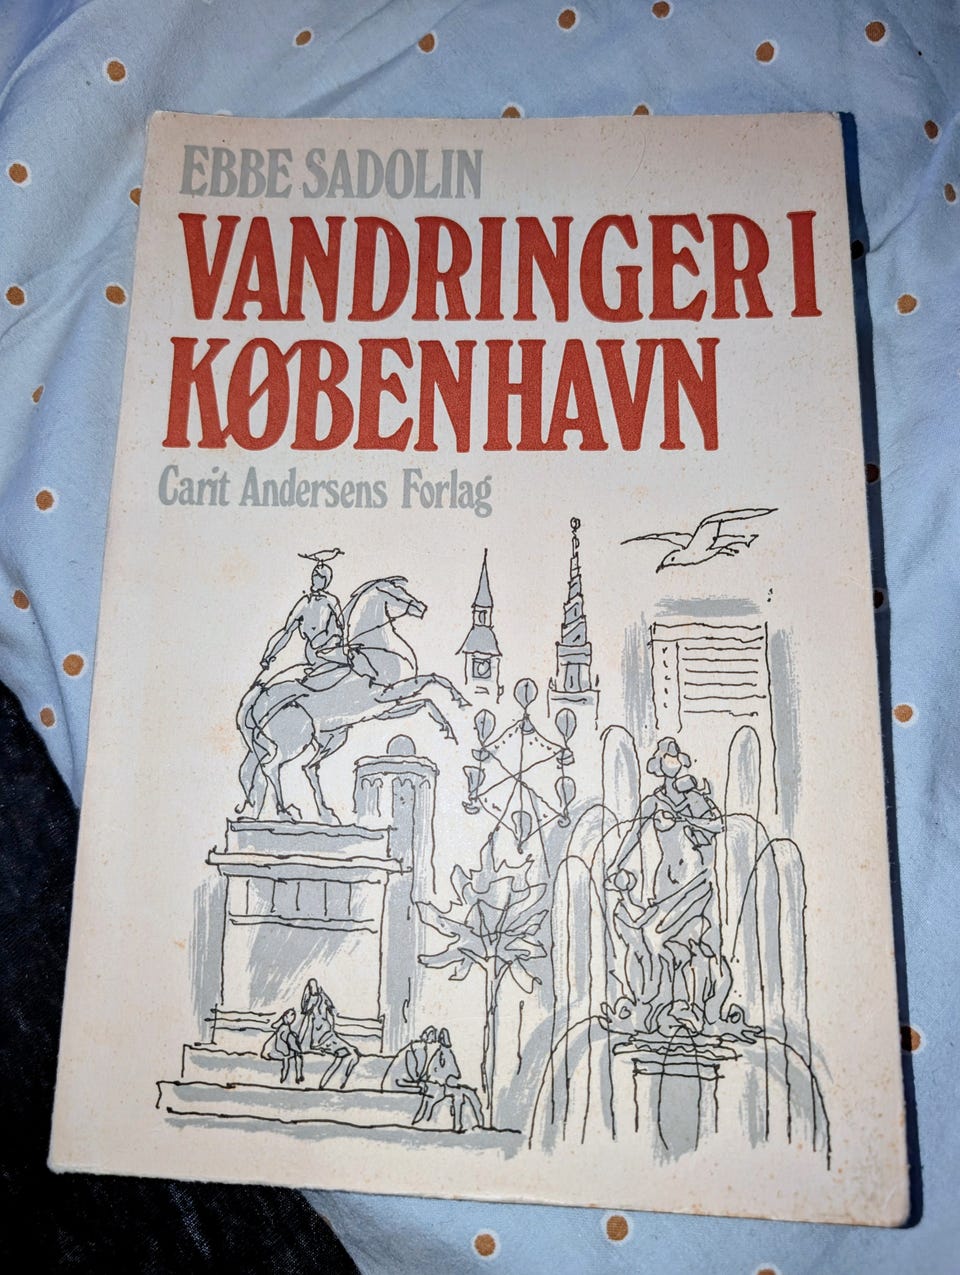 EBBE SADOLIN
VANDRINGER I
KØBENHAVN
Carit Andersens Forlag